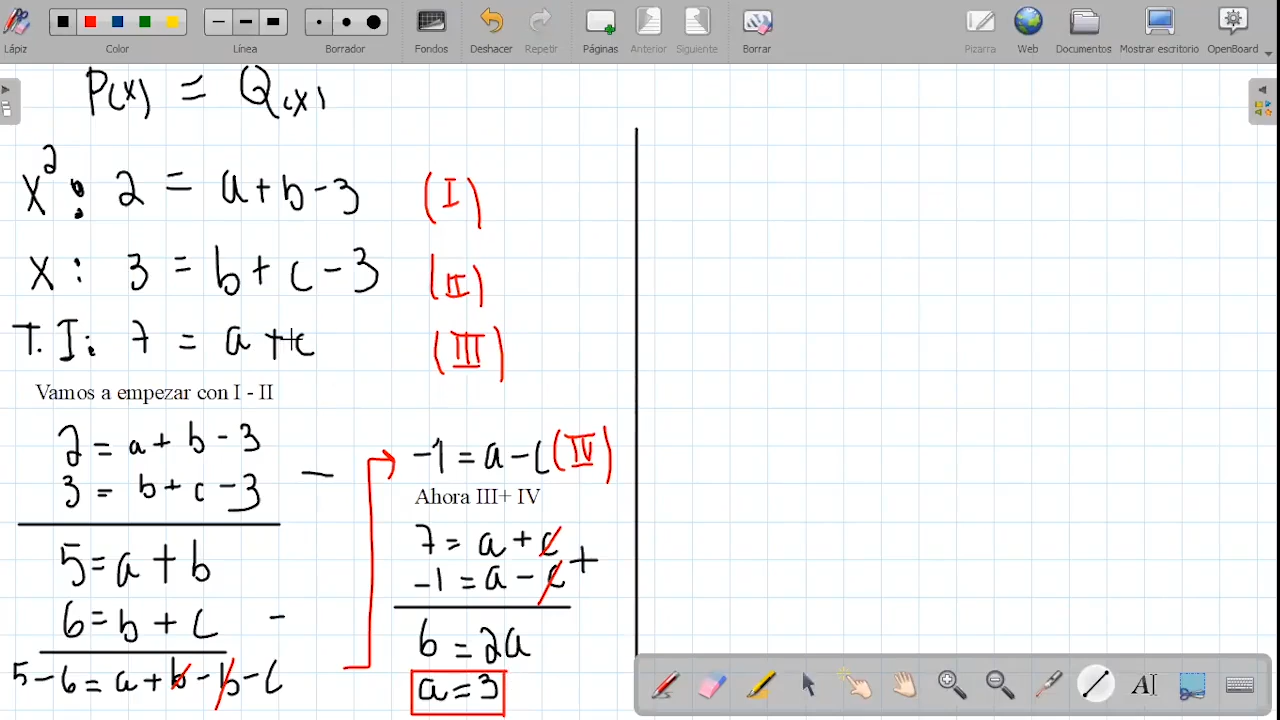 Lápiz Color Línea Borrador Fondos Deshacer Repetir Páginas Anterior Siguiente Borrar Pizarra Web Documentos Mostrar escritorio OpenBoard
P(x) = Q(x)
x²: 2 = a+b-3 (I)
x: 3 = b+c-3 (II)
T.I: 7 = a+c (III)
Vamos a empezar con I - II
2 = a+b-3
3 = b+c-3 —
5 = a+b
6 = b+c -
5-6 = a+b-b-c
-1 = a-c (IV)
Ahora III+ IV
7 = a+c
-1 = a-c +
6 = 2a
a = 3